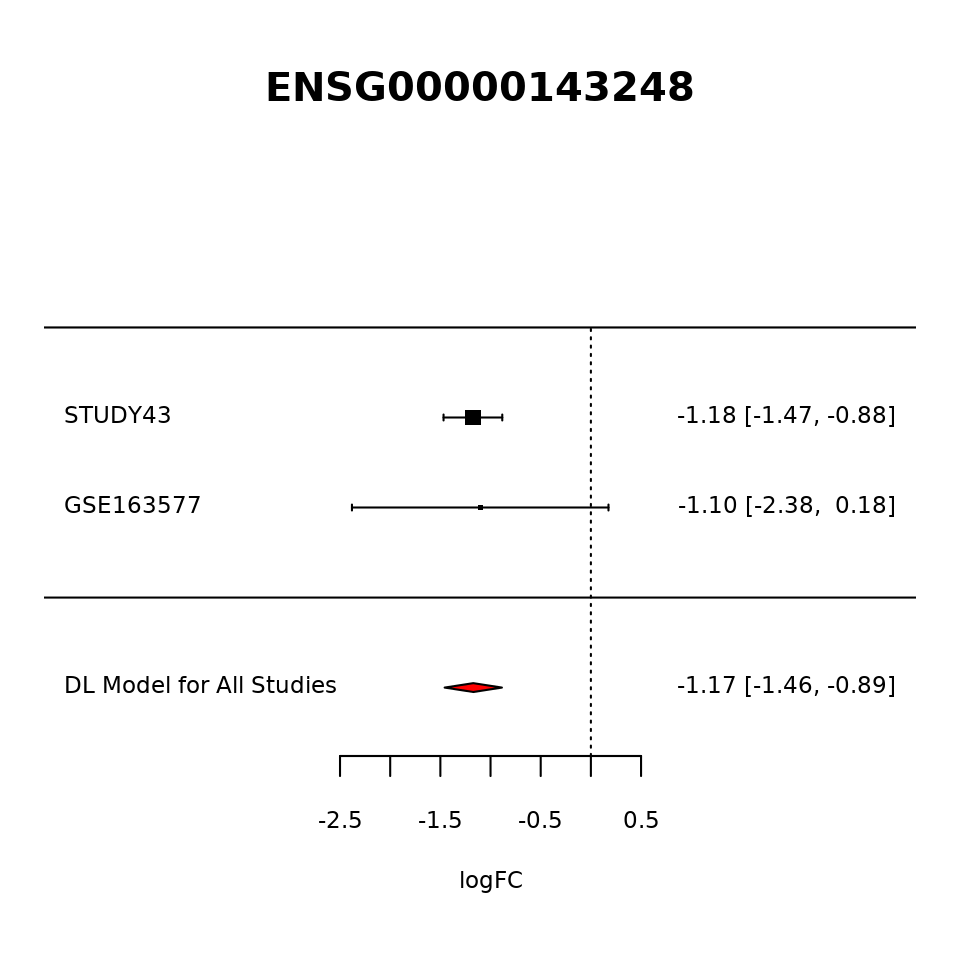 ENSG00000143248
STUDY43 -1.18 [-1.47, -0.88]
GSE163577 -1.10 [-2.38,  0.18]
DL Model for All Studies -1.17 [-1.46, -0.89]
-2.5 -1.5 -0.5 0.5
logFC